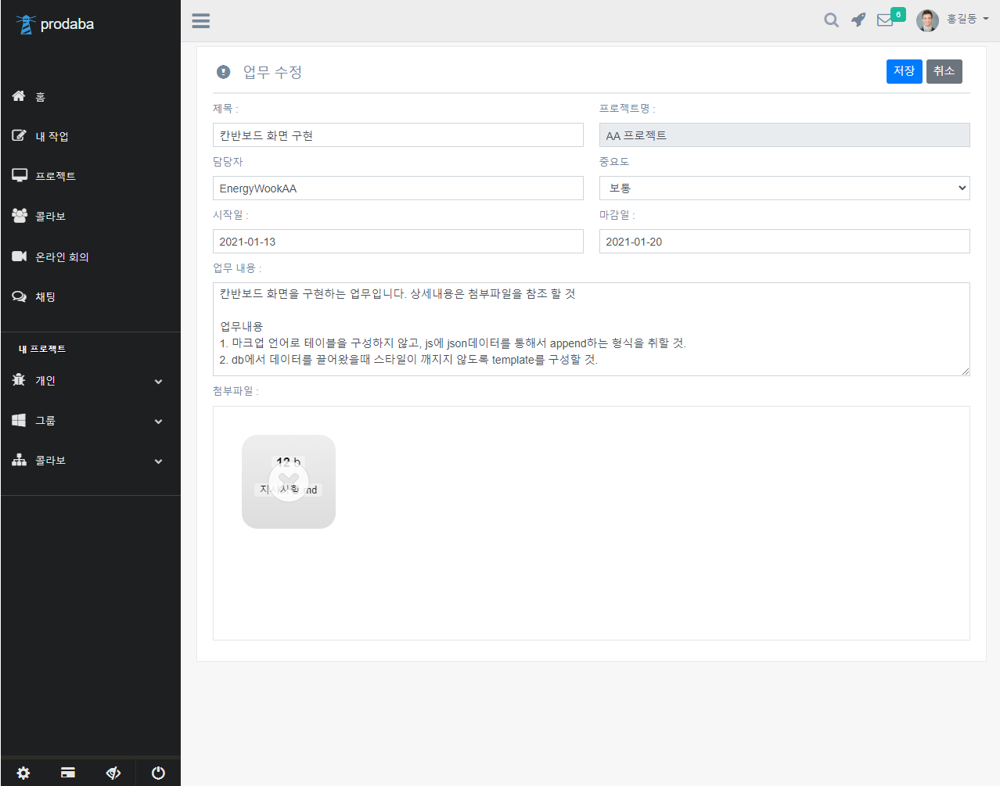 prodaba
6
홍길동
홈
내 작업
프로젝트
콜라보
온라인 회의
채팅
내 프로젝트
개인
그룹
콜라보
업무 수정
저장 취소
제목 : 프로젝트명 :
칸반보드 화면 구현 AA 프로젝트
담당자 중요도
EnergyWookAA 보통
시작일 : 마감일 :
2021-01-13 2021-01-20
업무 내용 :
칸반보드 화면을 구현하는 업무입니다. 상세내용은 첨부파일을 참조 할 것
업무내용
1. 마크업 언어로 테이블을 구성하지 않고, js에 json데이터를 통해서 append하는 형식을 취할 것.
2. db에서 데이터를 끌어왔을때 스타일이 깨지지 않도록 template를 구성할 것.
첨부파일 :
12 b
지시사항.md